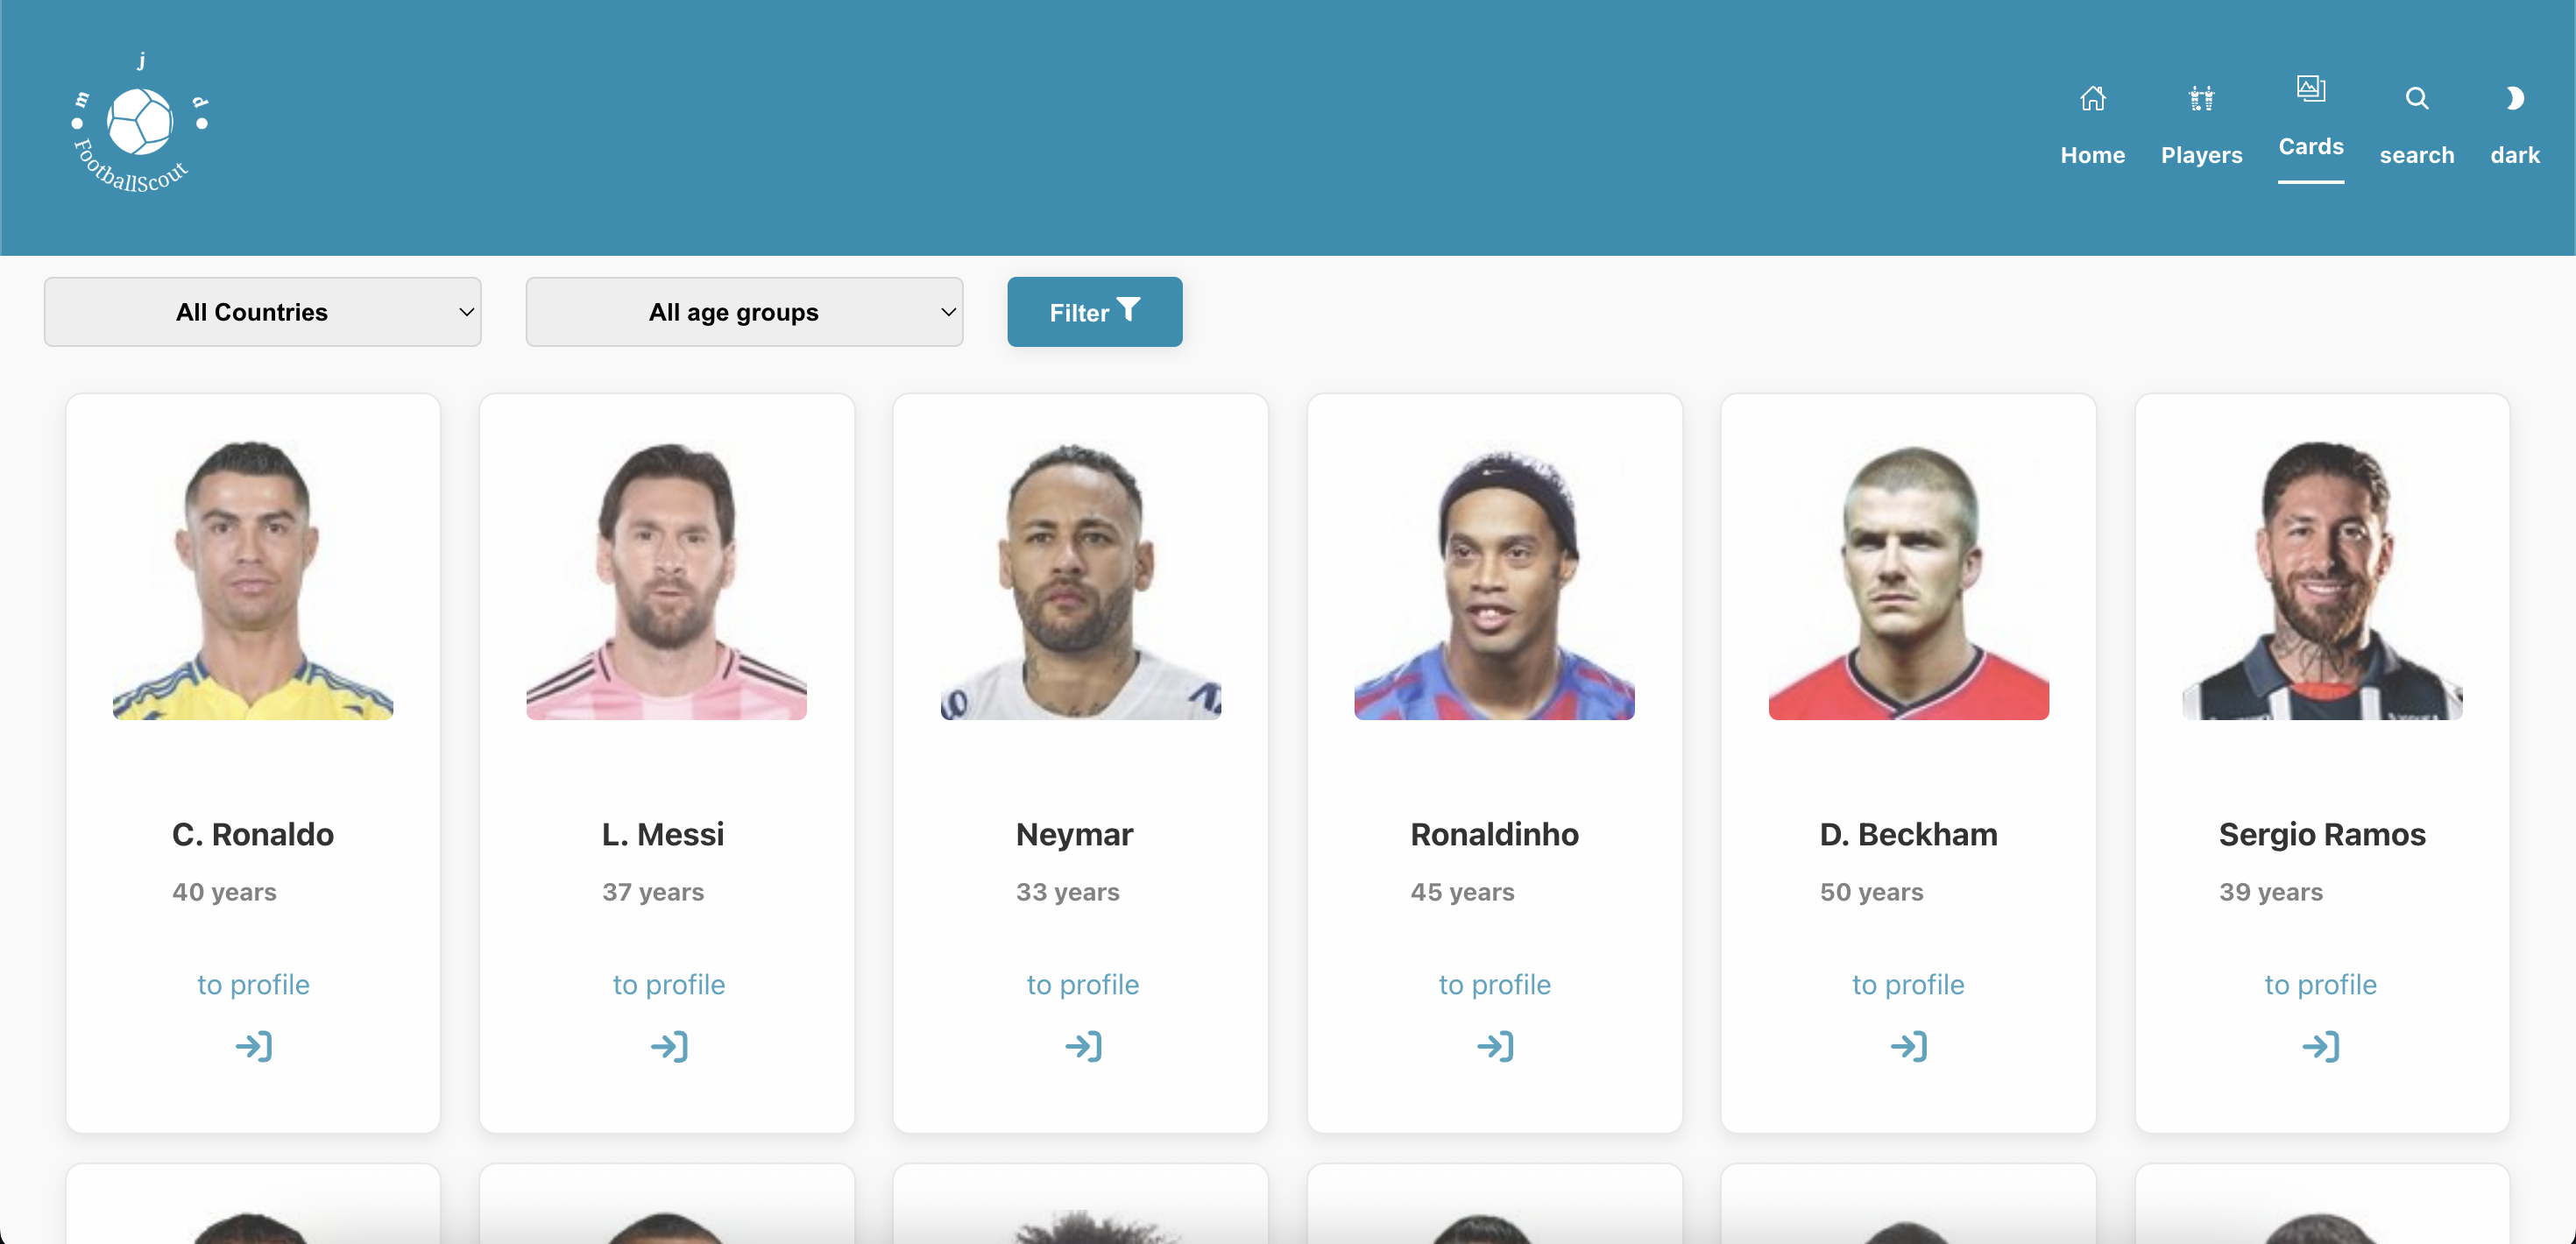 j
m d
FootballScout
Home Players Cards search dark
All Countries All age groups Filter
C. Ronaldo L. Messi Neymar Ronaldinho D. Beckham Sergio Ramos
40 years 37 years 33 years 45 years 50 years 39 years
to profile to profile to profile to profile to profile to profile